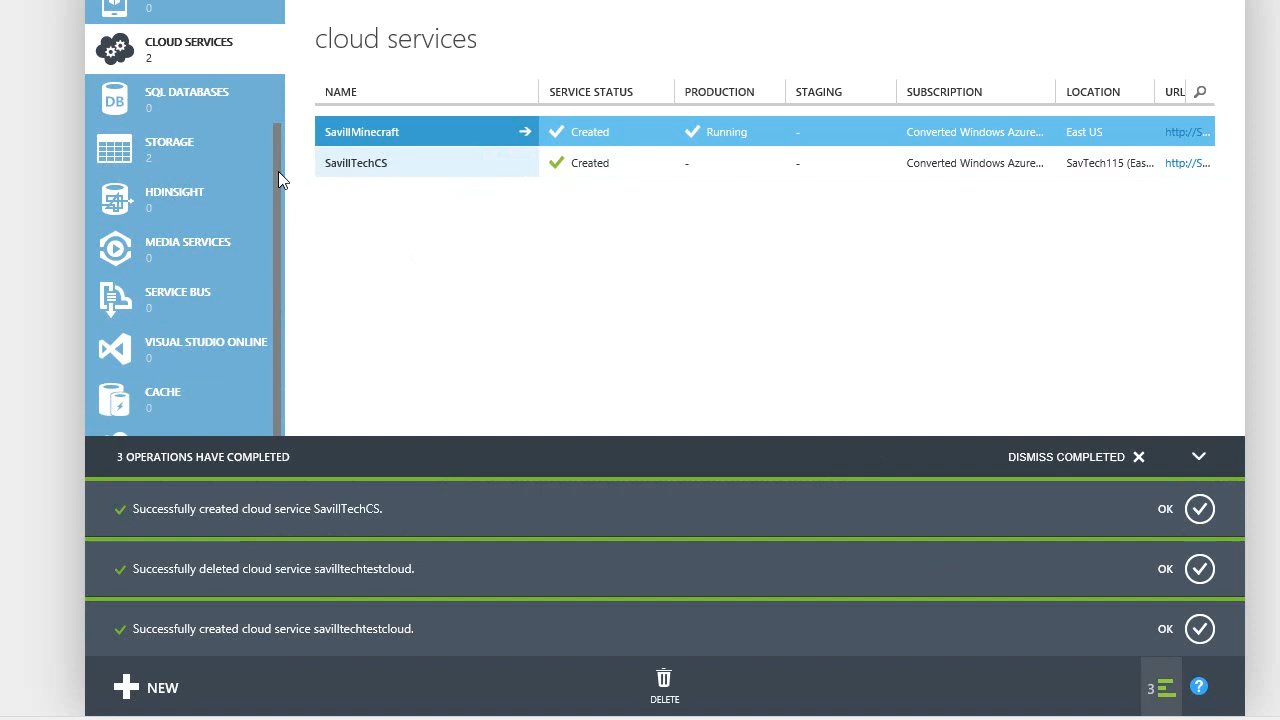 0
CLOUD SERVICES
2
SQL DATABASES
0
STORAGE
2
HDINSIGHT
0
MEDIA SERVICES
0
SERVICE BUS
0
VISUAL STUDIO ONLINE
0
CACHE
0
DB
cloud services
NAME SERVICE STATUS PRODUCTION STAGING SUBSCRIPTION LOCATION URL
SavillMinecraft Created Running - Converted Windows Azure... East US http://S...
SavillTechCS Created - - Converted Windows Azure... SavTech115 (Eas... http://S...
3 OPERATIONS HAVE COMPLETED DISMISS COMPLETED
Successfully created cloud service SavillTechCS. OK
Successfully deleted cloud service savilltechtestcloud. OK
Successfully created cloud service savilltechtestcloud. OK
NEW DELETE 3 ?